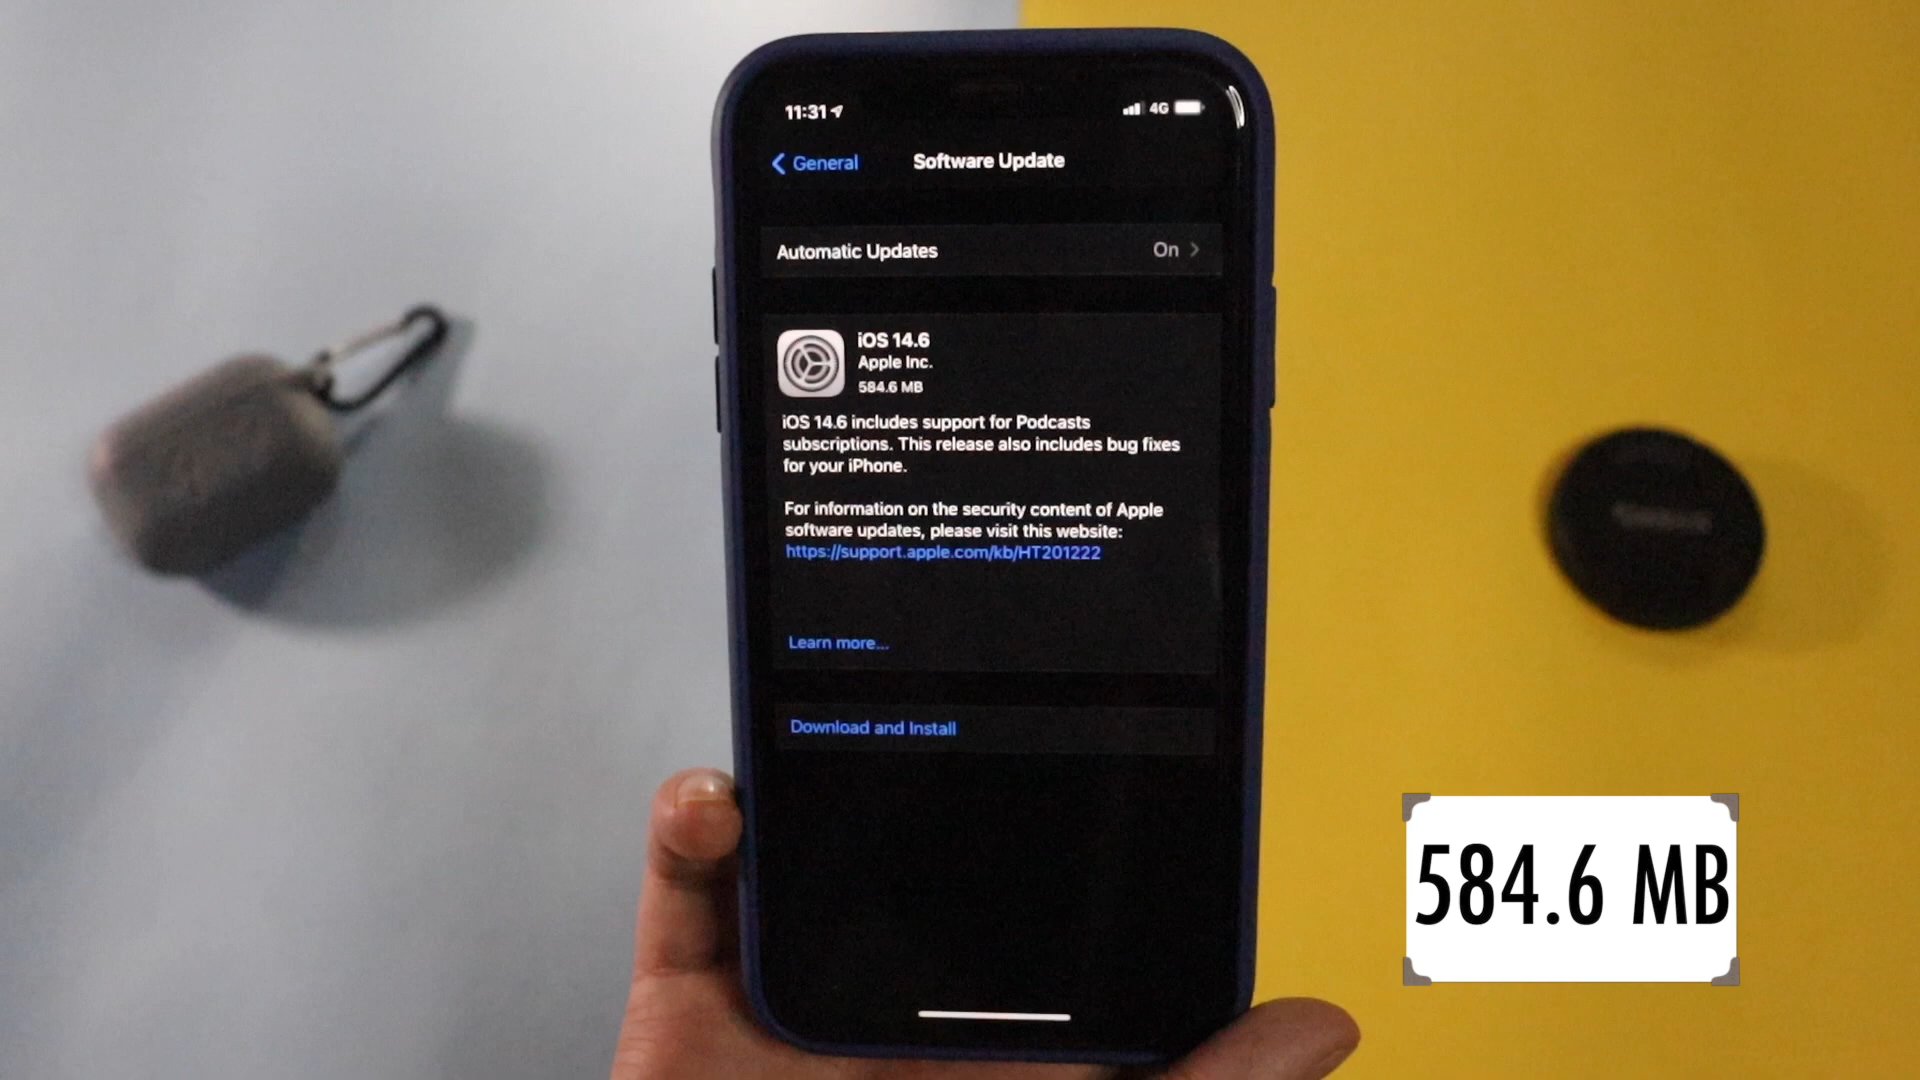 11:31
4G
General
Software Update
Automatic Updates
On
iOS 14.6
Apple Inc.
584.6 MB
iOS 14.6 includes support for Podcasts
subscriptions. This release also includes bug fixes
for your iPhone.
For information on the security content of Apple
software updates, please visit this website:
https://support.apple.com/kb/HT201222
Learn more...
Download and Install
584.6 MB